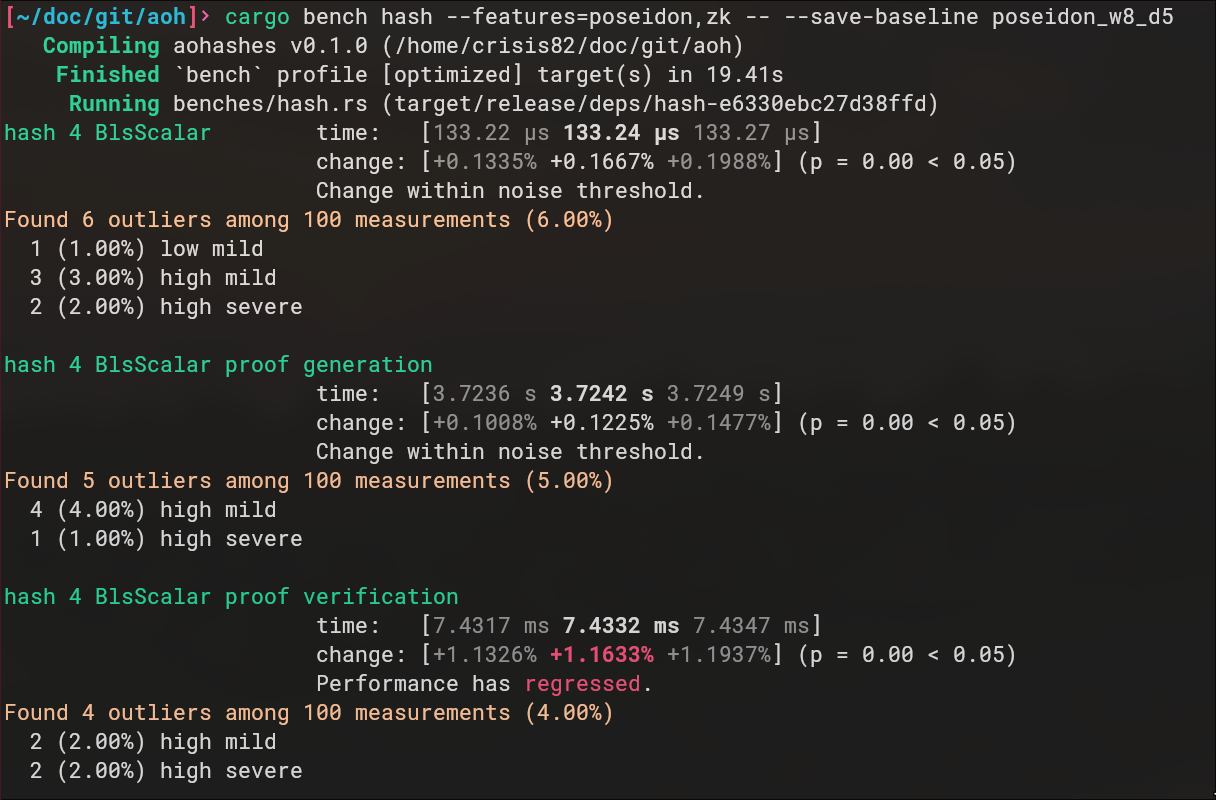 [~/doc/git/aoh]› cargo bench hash --features=poseidon,zk -- --save-baseline poseidon_w8_d5
Compiling aohashes v0.1.0 (/home/crisis82/doc/git/aoh)
Finished `bench` profile [optimized] target(s) in 19.41s
Running benches/hash.rs (target/release/deps/hash-e6330ebc27d38ffd)
hash 4 BlsScalar time: [133.22 µs 133.24 µs 133.27 µs]
change: [+0.1335% +0.1667% +0.1988%] (p = 0.00 < 0.05)
Change within noise threshold.
Found 6 outliers among 100 measurements (6.00%)
1 (1.00%) low mild
3 (3.00%) high mild
2 (2.00%) high severe
hash 4 BlsScalar proof generation
time: [3.7236 s 3.7242 s 3.7249 s]
change: [+0.1008% +0.1225% +0.1477%] (p = 0.00 < 0.05)
Change within noise threshold.
Found 5 outliers among 100 measurements (5.00%)
4 (4.00%) high mild
1 (1.00%) high severe
hash 4 BlsScalar proof verification
time: [7.4317 ms 7.4332 ms 7.4347 ms]
change: [+1.1326% +1.1633% +1.1937%] (p = 0.00 < 0.05)
Performance has regressed.
Found 4 outliers among 100 measurements (4.00%)
2 (2.00%) high mild
2 (2.00%) high severe